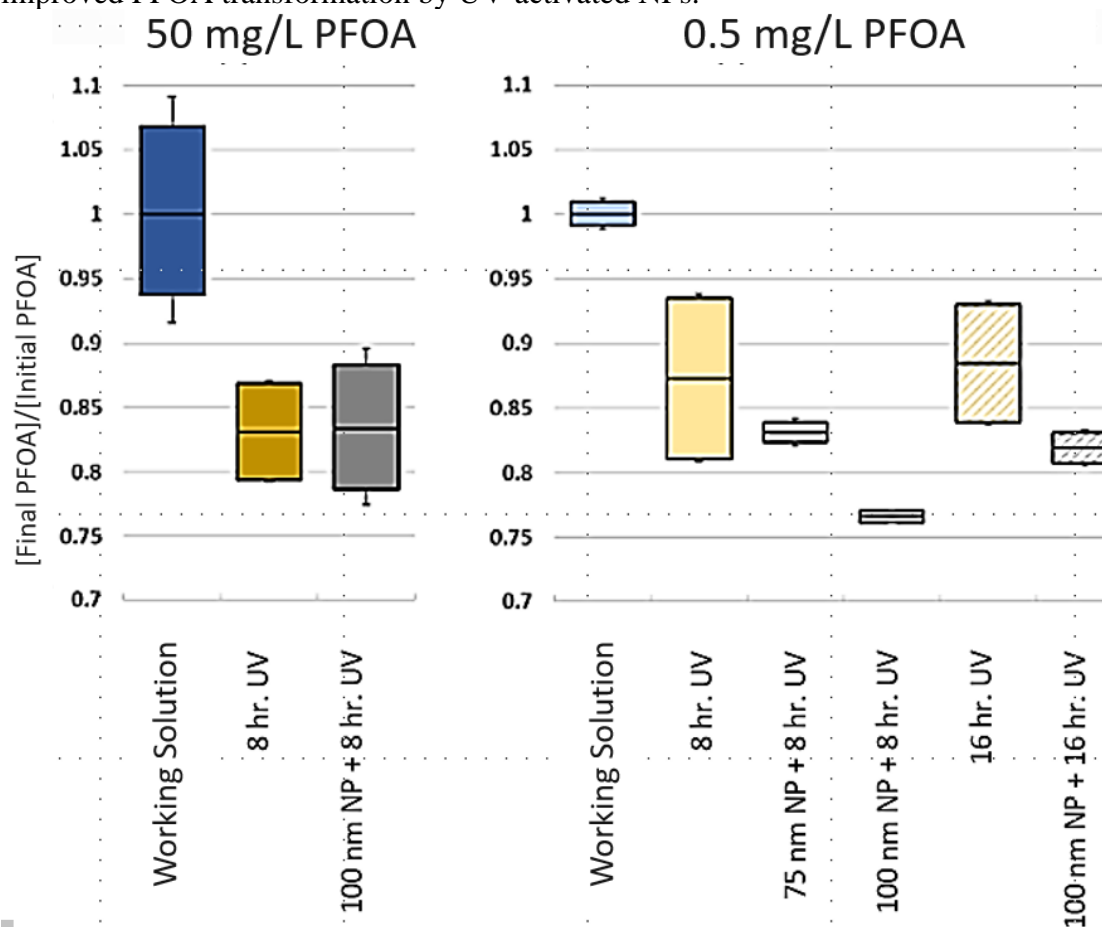 improved PFOA transformation by UV-activated NPs.
50 mg/L PFOA
0.5 mg/L PFOA
[Final PFOA]/[Initial PFOA]
1.1
1.05
1
0.95
0.9
0.85
0.8
0.75
0.7
1.1
1.05
1
0.95
0.9
0.85
0.8
0.75
0.7
Working Solution
8 hr. UV
100 nm NP + 8 hr. UV
Working Solution
8 hr. UV
75 nm NP + 8 hr. UV
100 nm NP + 8 hr. UV
16 hr. UV
100 nm NP + 16 hr. UV